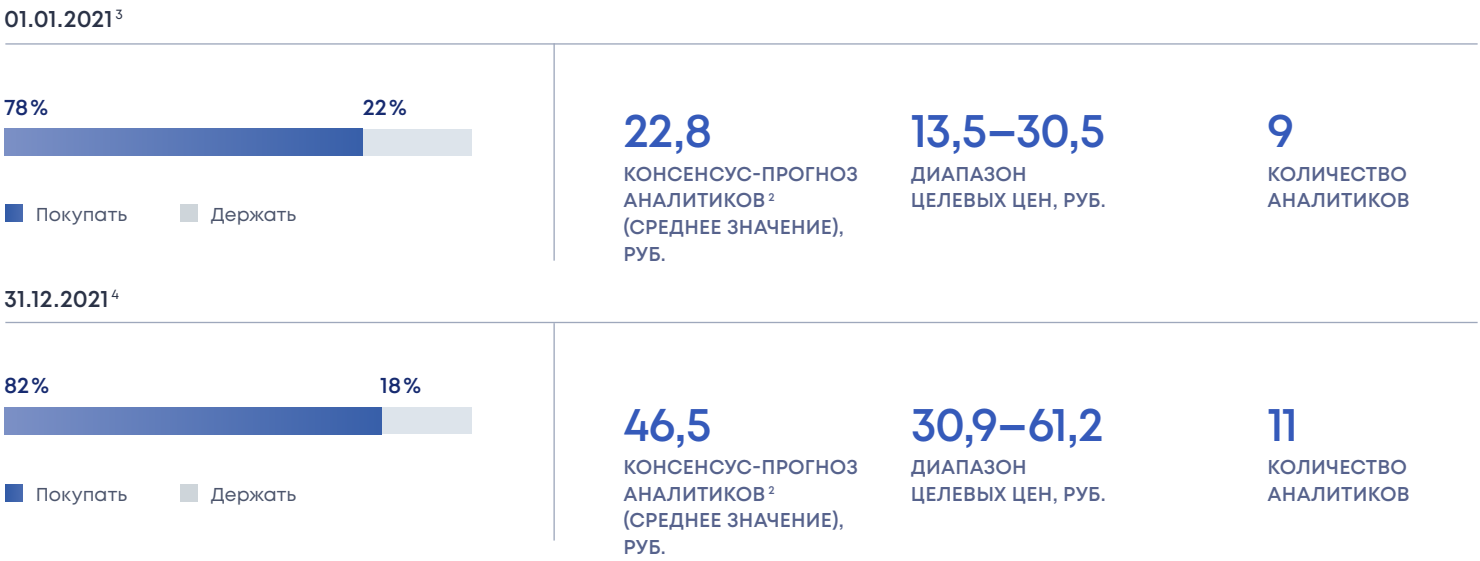 01.01.2021³
78% 22%
Покупать Держать
22,8
КОНСЕНСУС-ПРОГНОЗ
АНАЛИТИКОВ²
(СРЕДНЕЕ ЗНАЧЕНИЕ),
РУБ.
13,5–30,5
ДИАПАЗОН
ЦЕЛЕВЫХ ЦЕН, РУБ.
9
КОЛИЧЕСТВО
АНАЛИТИКОВ
31.12.2021⁴
82% 18%
Покупать Держать
46,5
КОНСЕНСУС-ПРОГНОЗ
АНАЛИТИКОВ²
(СРЕДНЕЕ ЗНАЧЕНИЕ),
РУБ.
30,9–61,2
ДИАПАЗОН
ЦЕЛЕВЫХ ЦЕН, РУБ.
11
КОЛИЧЕСТВО
АНАЛИТИКОВ